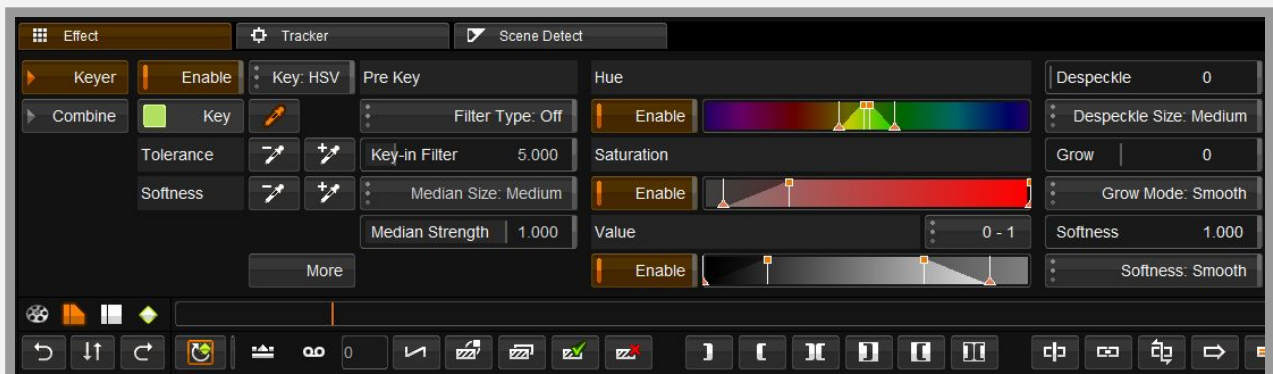 Effect Tracker Scene Detect
Keyer Enable Key: HSV Pre Key Hue Despeckle 0
Combine Key Filter Type: Off Enable Despeckle Size: Medium
Tolerance Key-in Filter 5.000 Saturation Grow 0
Softness Median Size: Medium Enable Grow Mode: Smooth
Median Strength 1.000 Value 0 - 1 Softness 1.000
More Enable Softness: Smooth
0